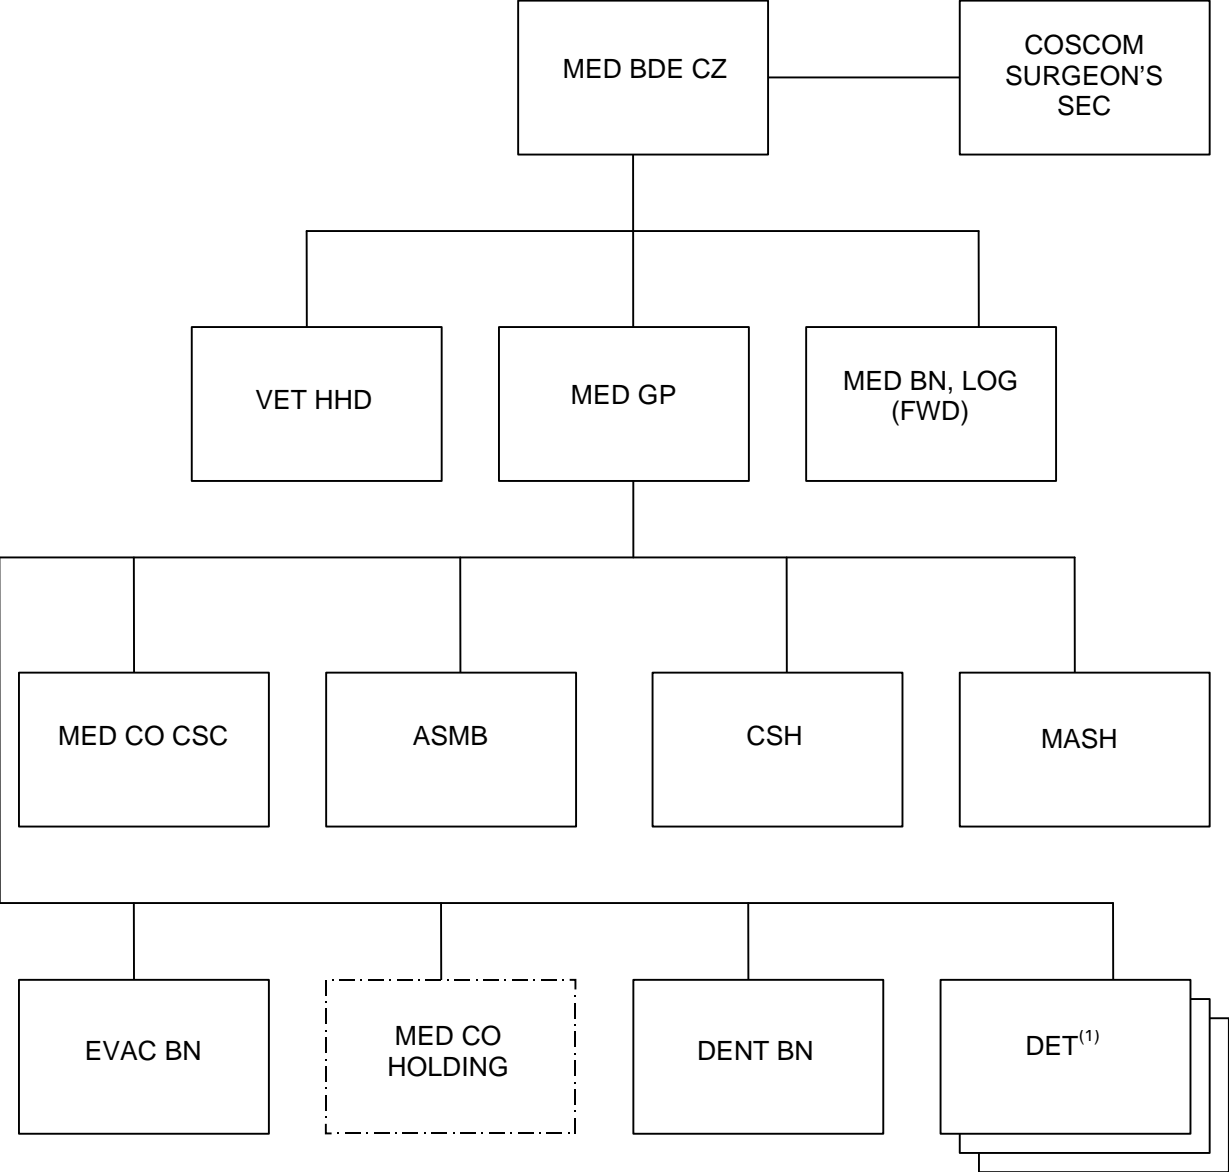 MED BDE CZ
COSCOM
SURGEON'S
SEC
VET HHD
MED GP
MED BN, LOG
(FWD)
MED CO CSC
ASMB
CSH
MASH
EVAC BN
MED CO
HOLDING
DENT BN
DET(1)